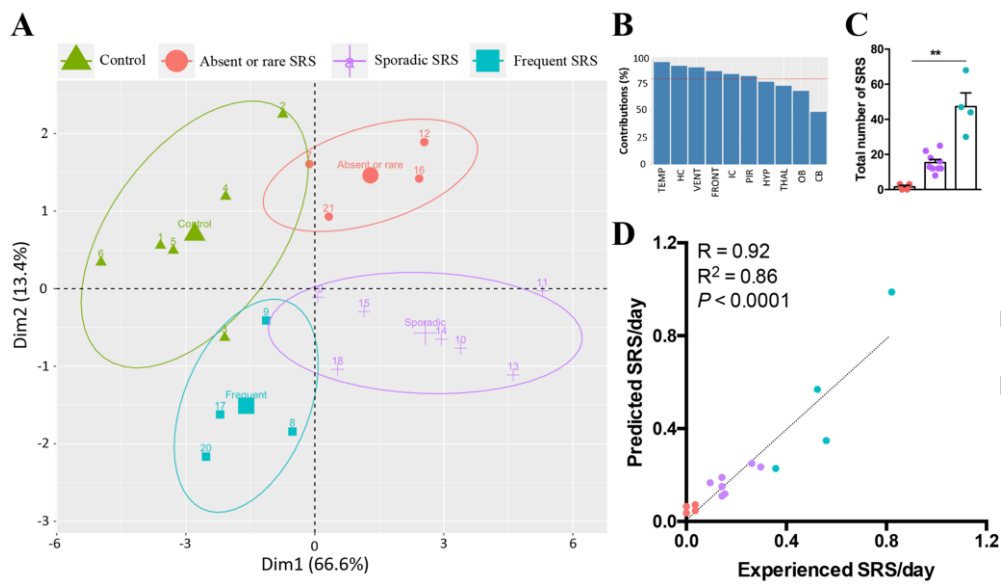 A
Control
Absent or rare SRS
a
Sporadic SRS
Frequent SRS
Dim2 (13.4%)
2
1
0
-1
-2
-3
-6
-3
0
3
6
Dim1 (66.6%)
2
4
Control
1
5
6
12
Absent or rare
16
21
11
15
Sporadic
14
10
18
13
9
Frequent
17
8
20
B
Contributions (%)
100
75
50
25
0
TEMP
HC
VENT
FRONT
IC
PIR
HYP
THAL
OB
CB
C
Total number of SRS
80
60
40
20
0
**
D
R = 0.92
R² = 0.86
P < 0.0001
Predicted SRS/day
1.2
0.8
0.4
0.0
0.0
0.4
0.8
1.2
Experienced SRS/day